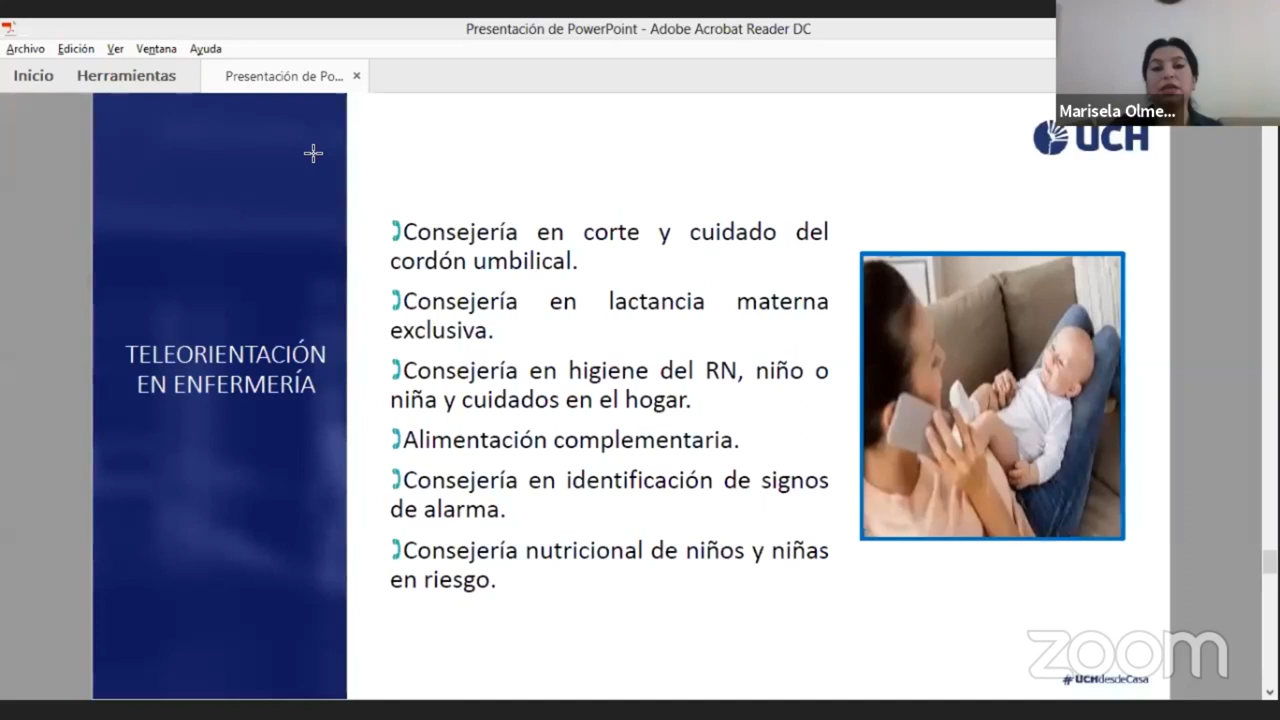 Presentación de PowerPoint - Adobe Acrobat Reader DC
Archivo Edición Ver Ventana Ayuda
Inicio Herramientas Presentación de Po... ×
Marisela Olme...
UCH
TELEORIENTACIÓN
EN ENFERMERÍA
Consejería en corte y cuidado del
cordón umbilical.
Consejería en lactancia materna
exclusiva.
Consejería en higiene del RN, niño o
niña y cuidados en el hogar.
Alimentación complementaria.
Consejería en identificación de signos
de alarma.
Consejería nutricional de niños y niñas
en riesgo.
zoom
#UCHdesdeCasa